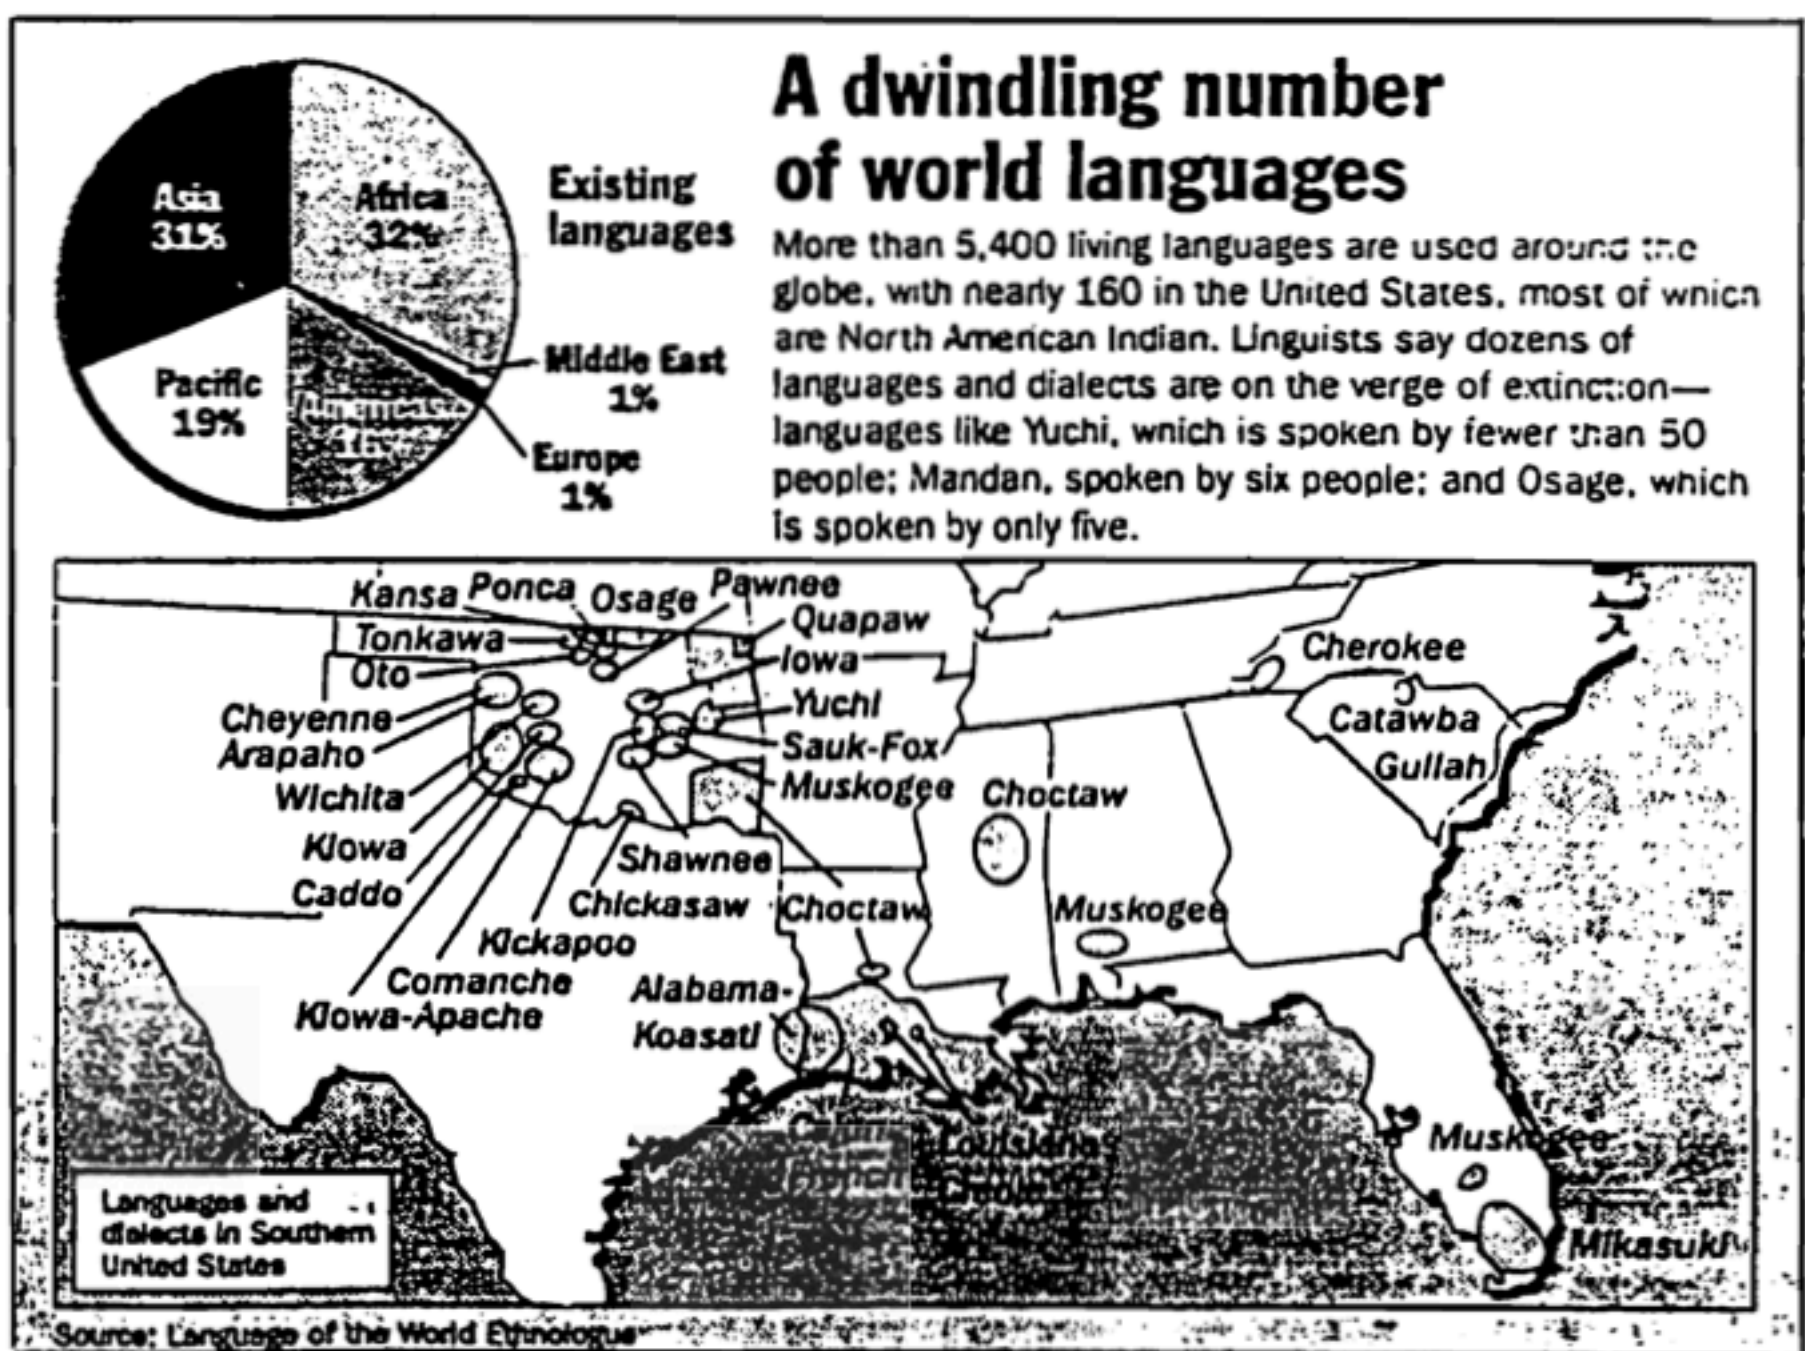 A dwindling number
of world languages
More than 5,400 living languages are used around the
globe, with nearly 160 in the United States, most of which
are North American Indian. Linguists say dozens of
languages and dialects are on the verge of extinction—
languages like Yuchi, which is spoken by fewer than 50
people; Mandan, spoken by six people; and Osage, which
is spoken by only five.
Existing
languages
Asia
31%
Africa
32%
Middle East
1%
Europe
1%
Pacific
19%
Kansa
Ponca
Osage
Pawnee
Tonkawa
Quapaw
Oto
Iowa
Cheyenne
Yuchi
Arapaho
Sauk-Fox
Wichita
Muskogee
Kiowa
Shawnee
Caddo
Chickasaw
Choctaw
Kickapoo
Comanche
Kiowa-Apache
Alabama-
Koasati
Choctaw
Muskogee
Cherokee
Catawba
Gullah
Louisiana
Muskogee
Mikasuki
Languages and
dialects in Southern
United States
Source: Language of the World Ethnologue